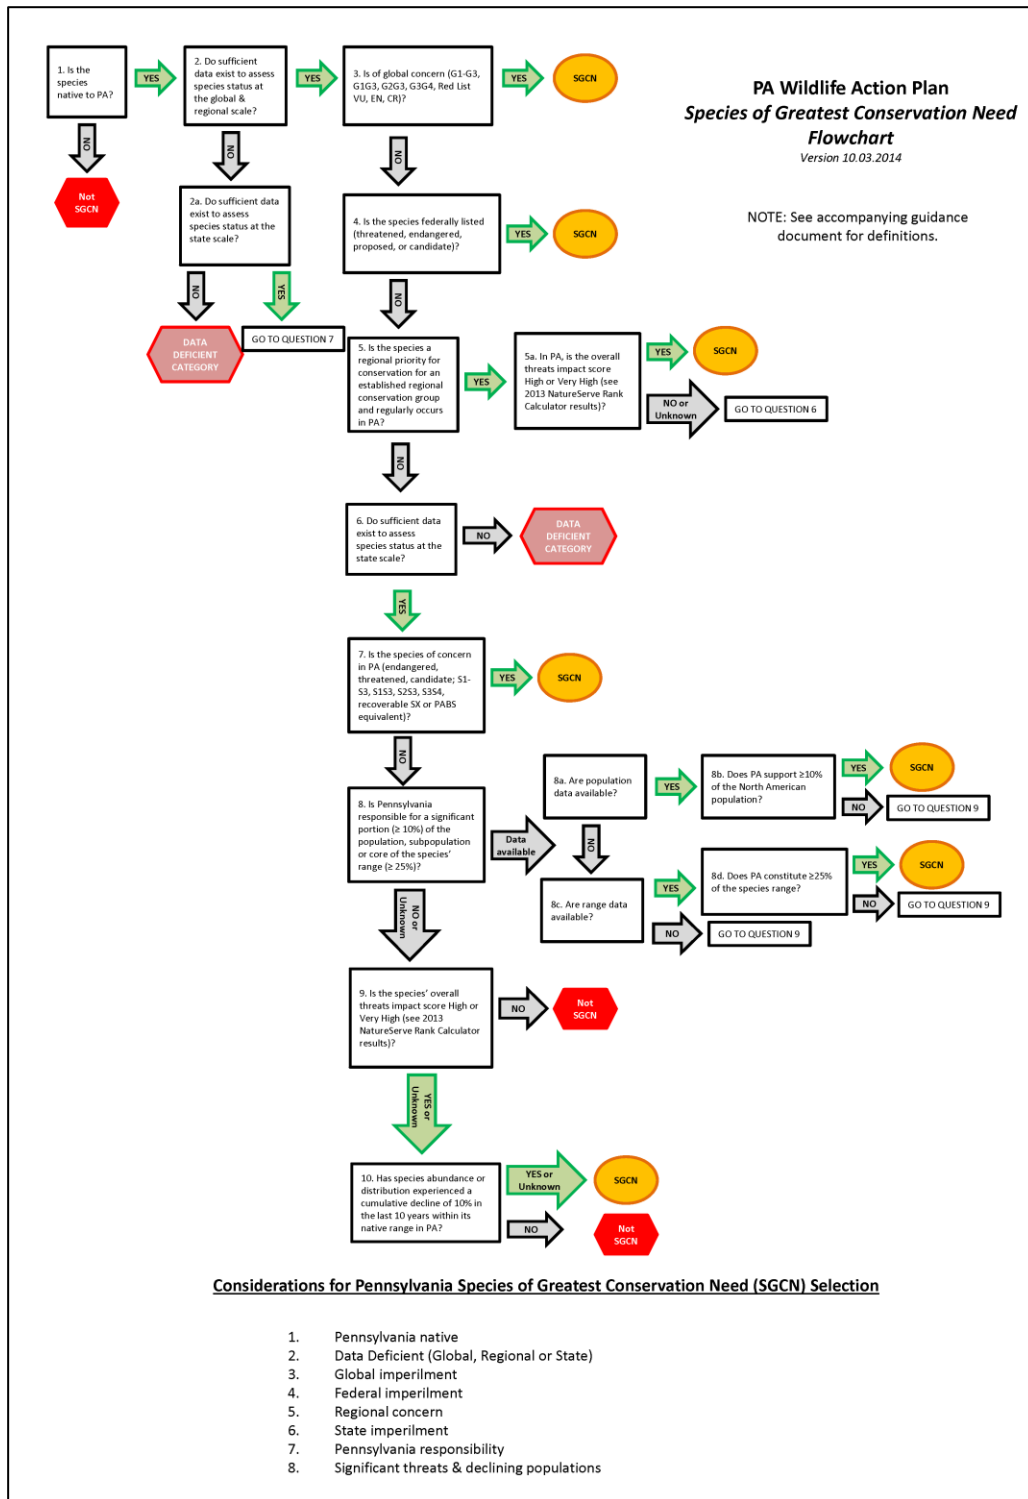 PA Wildlife Action Plan
Species of Greatest Conservation Need
Flowchart
Version 10.03.2014
NOTE: See accompanying guidance
document for definitions.
1. Is the
species
native to PA?
YES
2. Do sufficient
data exist to assess
species status at
the global &
regional scale?
YES
3. Is of global concern (G1-G3,
G1G3, G2G3, G3G4, Red List
VU, EN, CR)?
YES
SGCN
NO
Not
SGCN
NO
2a. Do sufficient data
exist to assess
species status at the
state scale?
NO
4. Is the species federally listed
(threatened, endangered,
proposed, or candidate)?
YES
SGCN
NO
DATA
DEFICIENT
CATEGORY
YES
GO TO QUESTION 7
NO
5. Is the species a
regional priority for
conservation for an
established regional
conservation group
and regularly occurs
in PA?
YES
5a. In PA, is the overall
threats impact score
High or Very High (see
2013 NatureServe Rank
Calculator results)?
YES
SGCN
NO or
Unknown
GO TO QUESTION 6
NO
6. Do sufficient data
exist to assess
species status at the
state scale?
NO
DATA
DEFICIENT
CATEGORY
YES
7. Is the species of concern
in PA (endangered,
threatened, candidate; S1-
S3, S1S3, S2S3, S3S4,
recoverable SX or PABS
equivalent)?
YES
SGCN
NO
8. Is Pennsylvania
responsible for a significant
portion (≥ 10%) of the
population, subpopulation
or core of the species'
range (≥ 25%)?
Data
available
8a. Are population
data available?
YES
8b. Does PA support ≥10%
of the North American
population?
YES
SGCN
NO
GO TO QUESTION 9
NO
8c. Are range data
available?
YES
8d. Does PA constitute ≥25%
of the species range?
YES
SGCN
NO
GO TO QUESTION 9
NO
GO TO QUESTION 9
NO or
Unknown
9. Is the species' overall
threats impact score High or
Very High (see 2013
NatureServe Rank Calculator
results)?
NO
Not
SGCN
YES or
Unknown
10. Has species abundance or
distribution experienced a
cumulative decline of 10% in
the last 10 years within its
native range in PA?
YES or
Unknown
SGCN
NO
Not
SGCN
Considerations for Pennsylvania Species of Greatest Conservation Need (SGCN) Selection
1. Pennsylvania native
2. Data Deficient (Global, Regional or State)
3. Global imperilment
4. Federal imperilment
5. Regional concern
6. State imperilment
7. Pennsylvania responsibility
8. Significant threats & declining populations